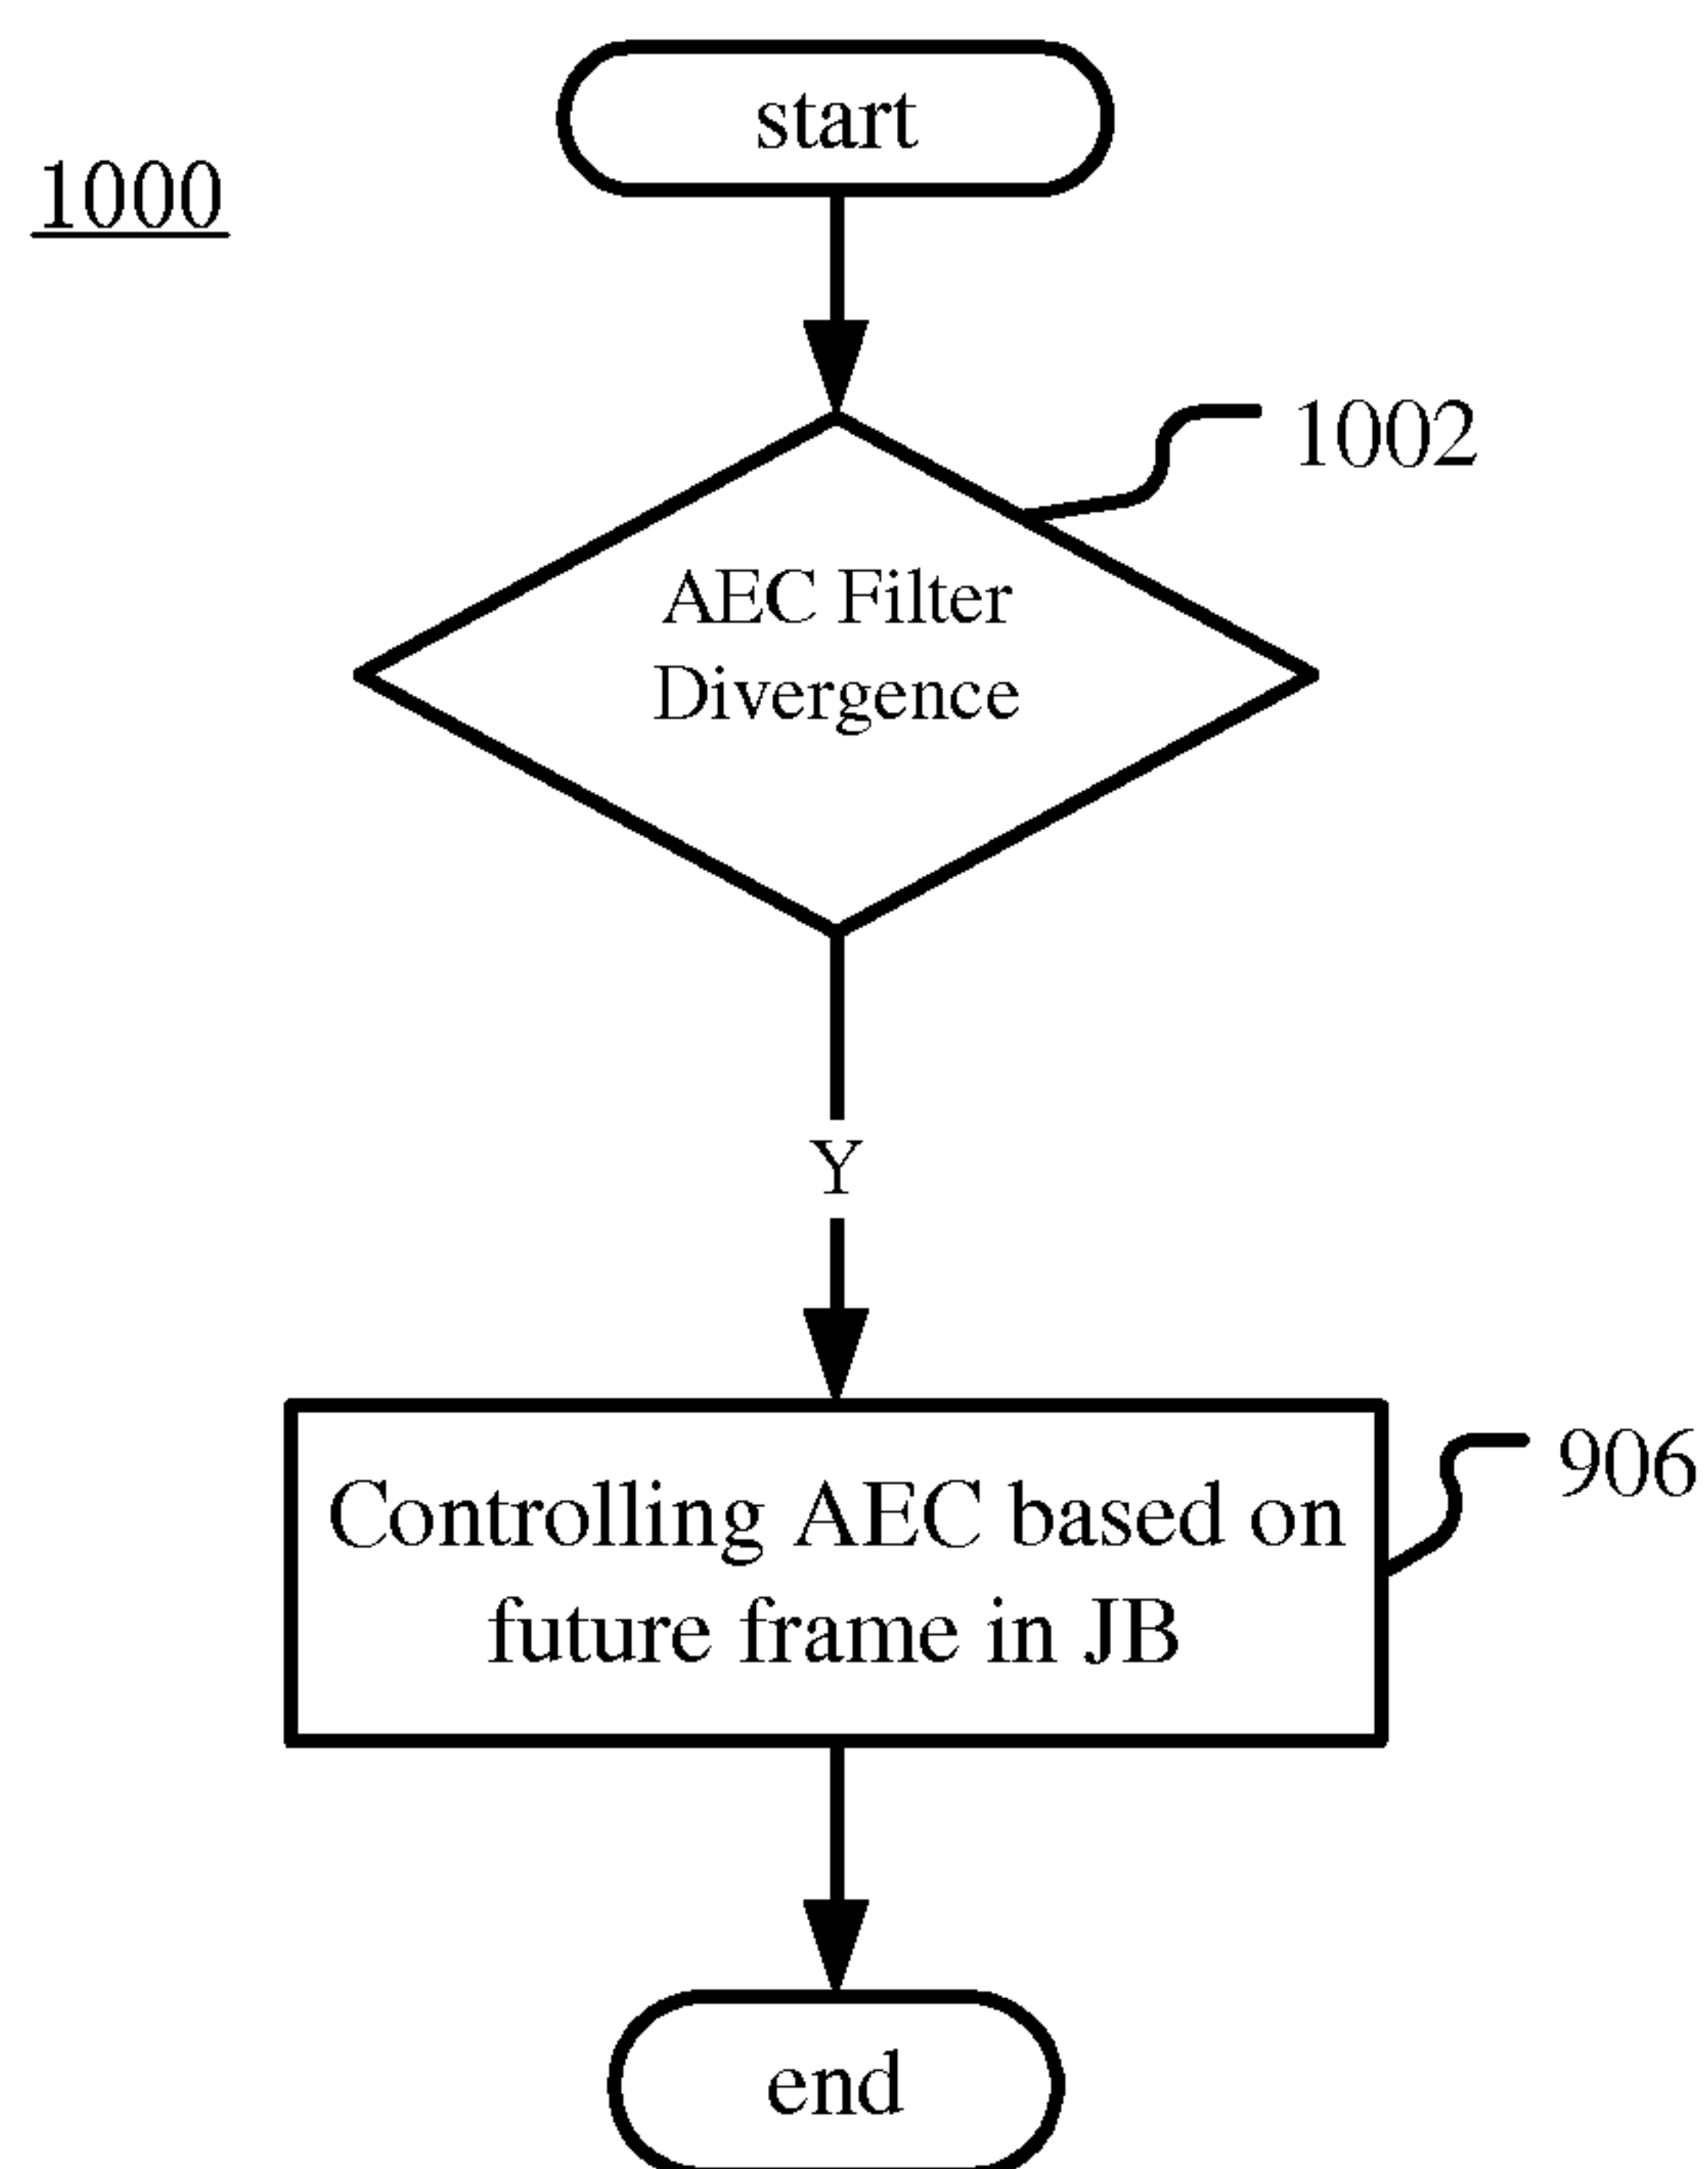 start
1000
1002
AEC Filter
Divergence
Y
906
Controlling AEC based on
future frame in JB
end